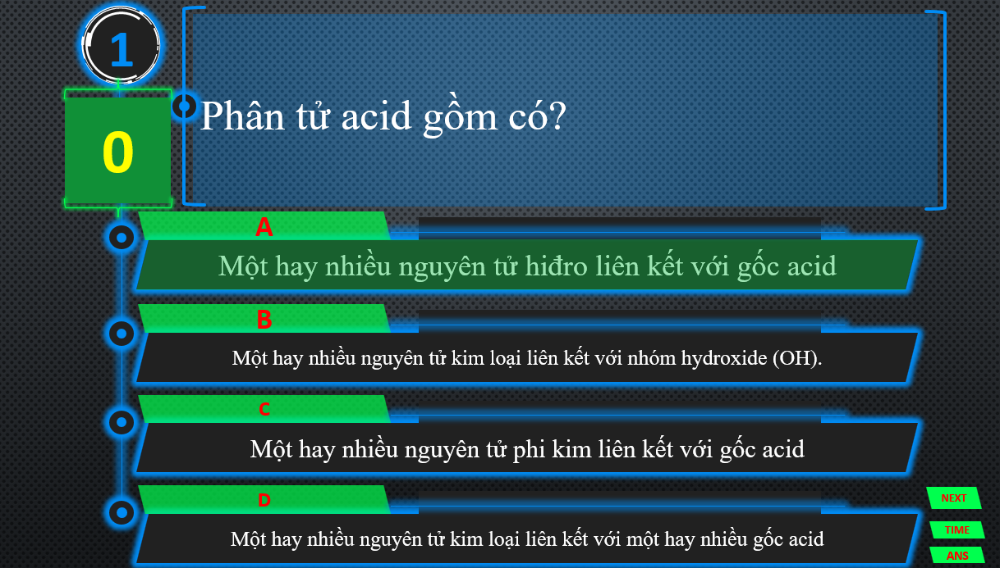 1
0
Phân tử acid gồm có?
A
Một hay nhiều nguyên tử hiđro liên kết với gốc acid
B
Một hay nhiều nguyên tử kim loại liên kết với nhóm hydroxide (OH).
C
Một hay nhiều nguyên tử phi kim liên kết với gốc acid
D
Một hay nhiều nguyên tử kim loại liên kết với một hay nhiều gốc acid
NEXT
TIME
ANS